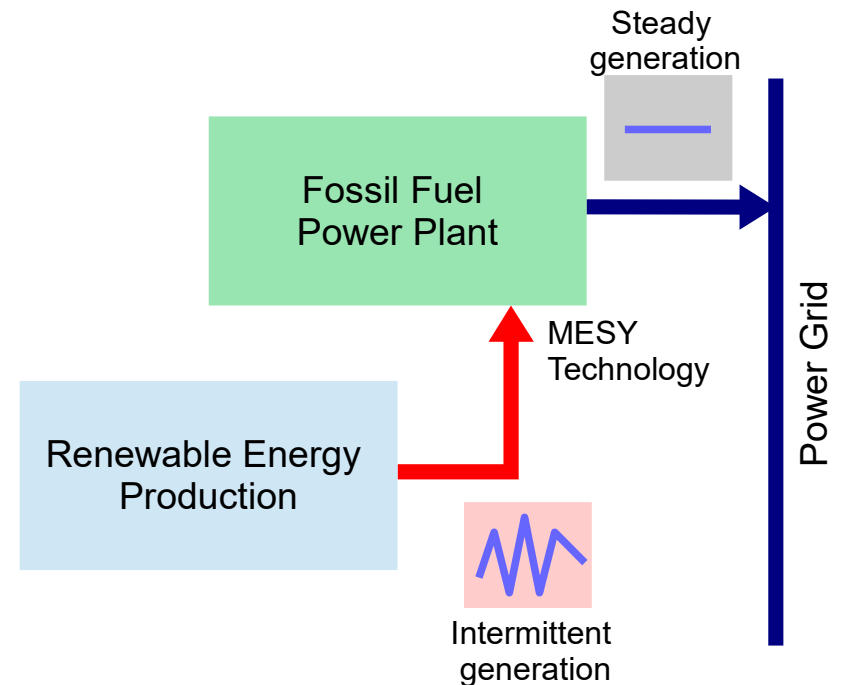 Steady
generation
Fossil Fuel
Power Plant
MESY
Technology
Power Grid
Renewable Energy
Production
Intermittent
generation